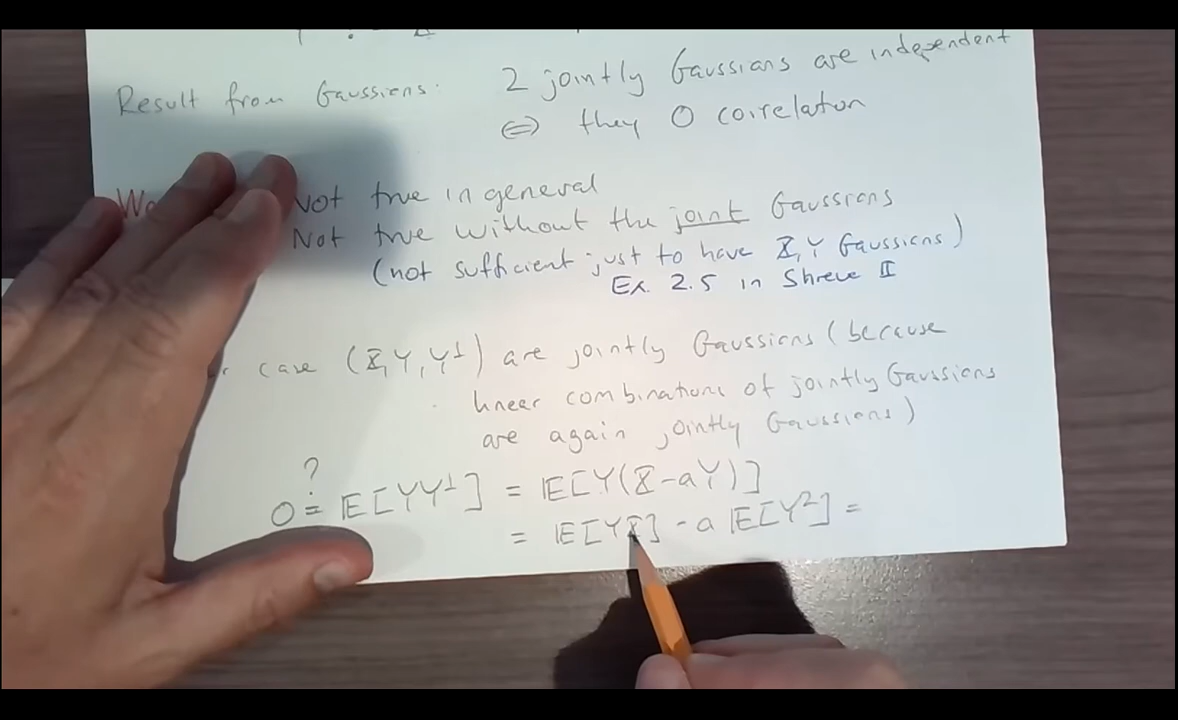 Result from Gaussians: 2 jointly Gaussians are independent
⇔ they 0 correlation
Not true in general
Not true without the joint Gaussians
(not sufficient just to have X, Y Gaussians)
Ex. 2.5 in Shreve II
case (X, Y, Y⊥) are jointly Gaussians (because
linear combinations of jointly Gaussians
are again jointly Gaussians)
?
0 = E[YY⊥] = E[Y(X-aY)]
= E[YX] - a E[Y²] =